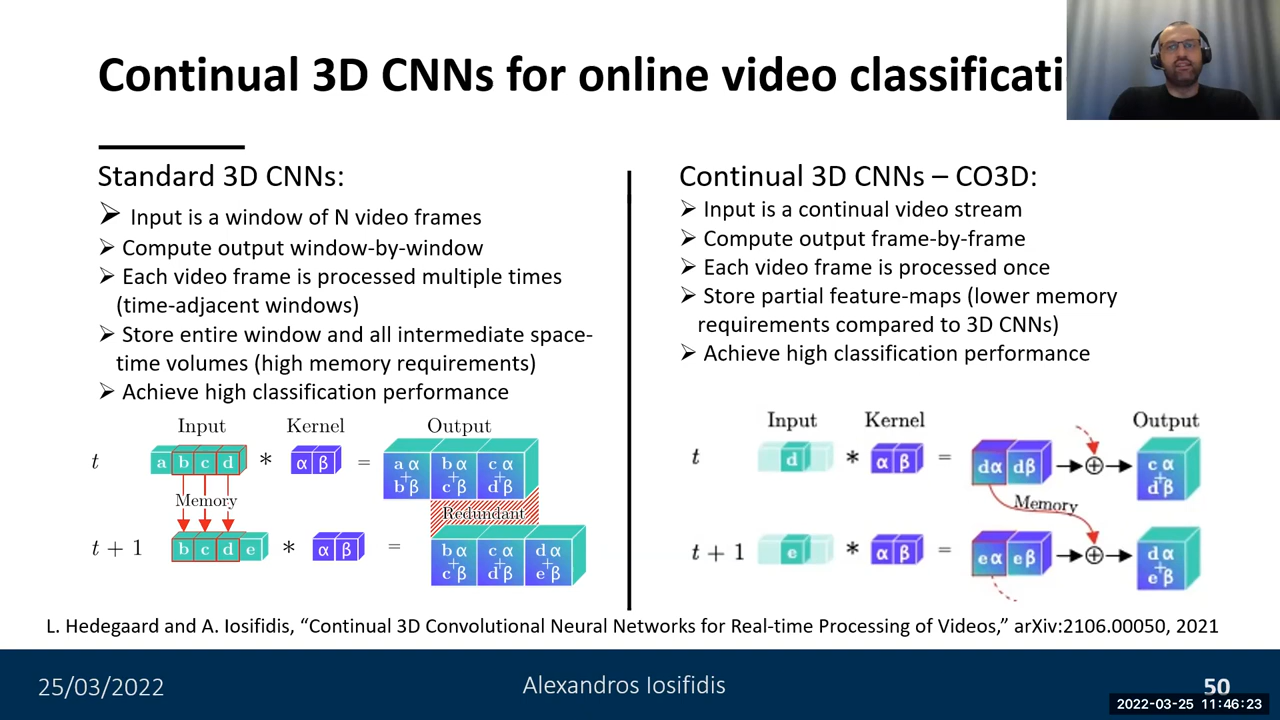 Continual 3D CNNs for online video classificati
Standard 3D CNNs:
➢ Input is a window of N video frames
➢ Compute output window-by-window
➢ Each video frame is processed multiple times
(time-adjacent windows)
➢ Store entire window and all intermediate space-
time volumes (high memory requirements)
➢ Achieve high classification performance
Input Kernel Output
t a b c d * α β = a α + b β b α + c β c α + d β
Memory Redundant
t + 1 b c d e * α β = b α + c β c α + d β d α + e β
Continual 3D CNNs – CO3D:
➢ Input is a continual video stream
➢ Compute output frame-by-frame
➢ Each video frame is processed once
➢ Store partial feature-maps (lower memory
requirements compared to 3D CNNs)
➢ Achieve high classification performance
Input Kernel Output
t d * α β = dα dβ c α + d β
Memory
t + 1 e * α β = eα eβ d α + e β
L. Hedegaard and A. Iosifidis, “Continual 3D Convolutional Neural Networks for Real-time Processing of Videos,” arXiv:2106.00050, 2021
25/03/2022 Alexandros Iosifidis 50
2022-03-25 11:46:23